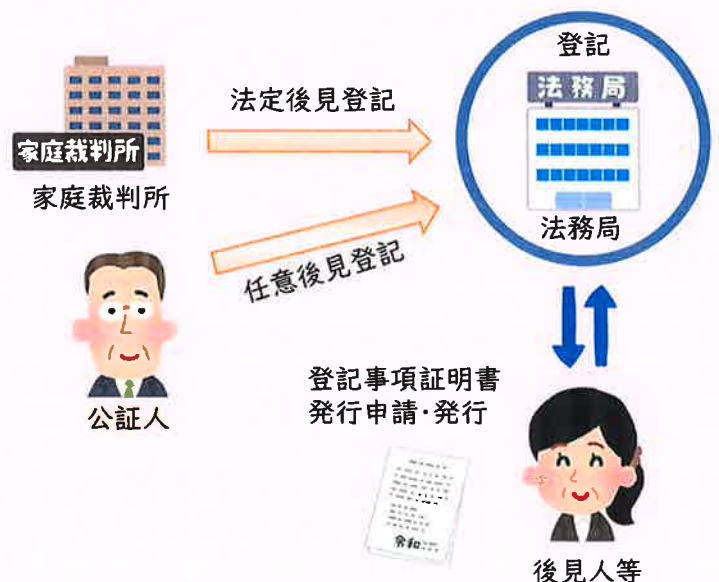 登記
法務局
法定後見登記
家庭裁判所
家庭裁判所
法務局
任意後見登記
公証人
登記事項証明書
発行申請・発行
令和
後見人等